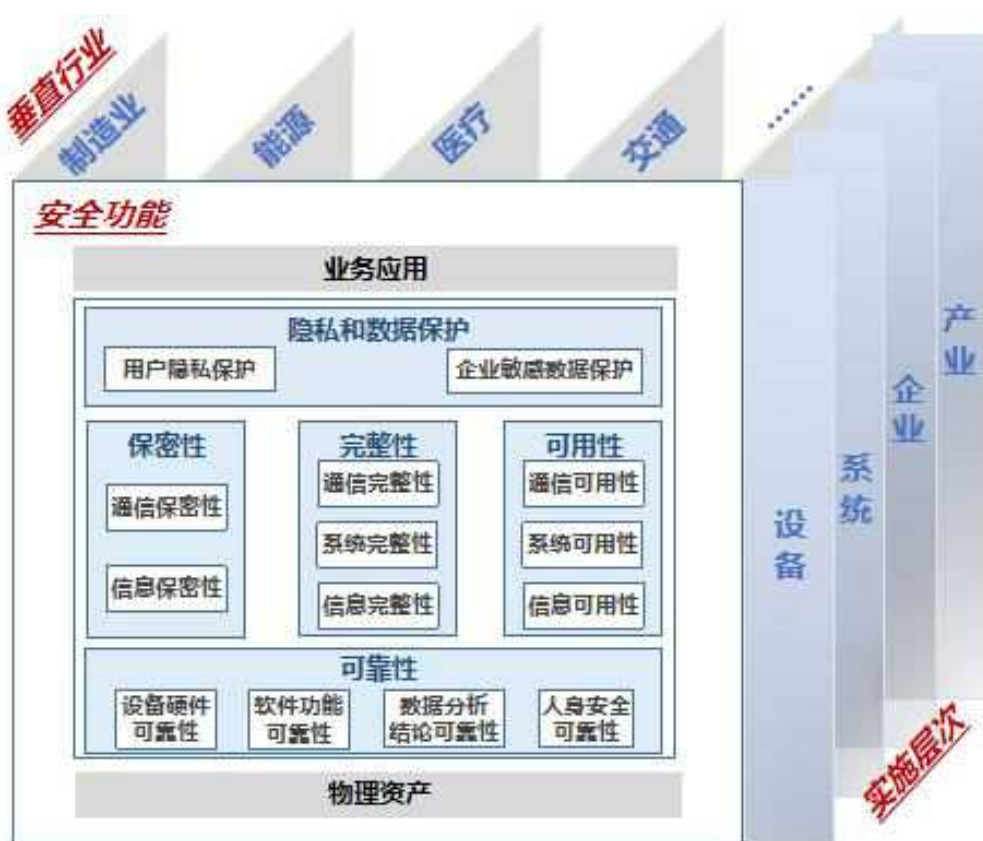 垂直行业
制造业
能源
医疗
交通
……
安全功能
业务应用
隐私和数据保护
用户隐私保护
企业敏感数据保护
保密性
通信保密性
信息保密性
完整性
通信完整性
系统完整性
信息完整性
可用性
通信可用性
系统可用性
信息可用性
可靠性
设备硬件
可靠性
软件功能
可靠性
数据分析
结论可靠性
人身安全
可靠性
物理资产
设备
系统
企业
产业
实施层次